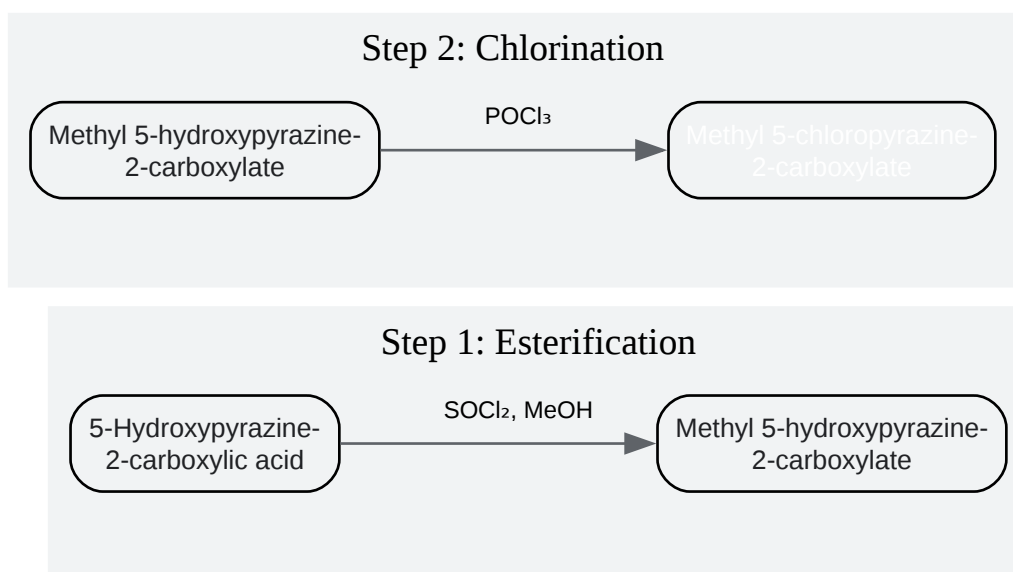 Step 2: Chlorination
POCl₃
Methyl 5-hydroxypyrazine-
2-carboxylate
Methyl 5-chloropyrazine-
2-carboxylate
Step 1: Esterification
SOCl₂, MeOH
5-Hydroxypyrazine-
2-carboxylic acid
Methyl 5-hydroxypyrazine-
2-carboxylate